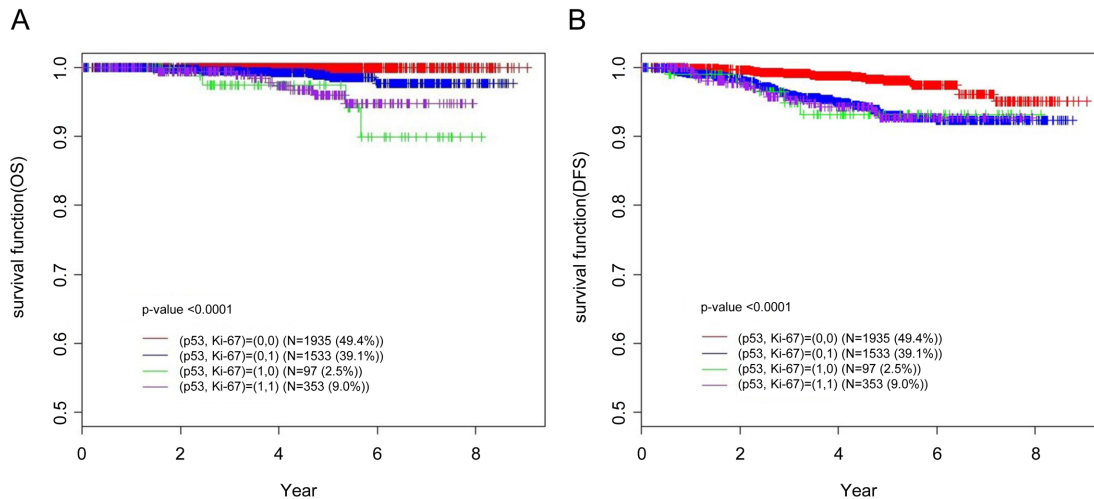 A
survival function(OS)
1.0
0.9
0.8
0.7
0.6
0.5
p-value <0.0001
(p53, Ki-67)=(0,0) (N=1935 (49.4%))
(p53, Ki-67)=(0,1) (N=1533 (39.1%))
(p53, Ki-67)=(1,0) (N=97 (2.5%))
(p53, Ki-67)=(1,1) (N=353 (9.0%))
0 2 4 6 8
Year
B
survival function(DFS)
1.0
0.9
0.8
0.7
0.6
0.5
p-value <0.0001
(p53, Ki-67)=(0,0) (N=1935 (49.4%))
(p53, Ki-67)=(0,1) (N=1533 (39.1%))
(p53, Ki-67)=(1,0) (N=97 (2.5%))
(p53, Ki-67)=(1,1) (N=353 (9.0%))
0 2 4 6 8
Year